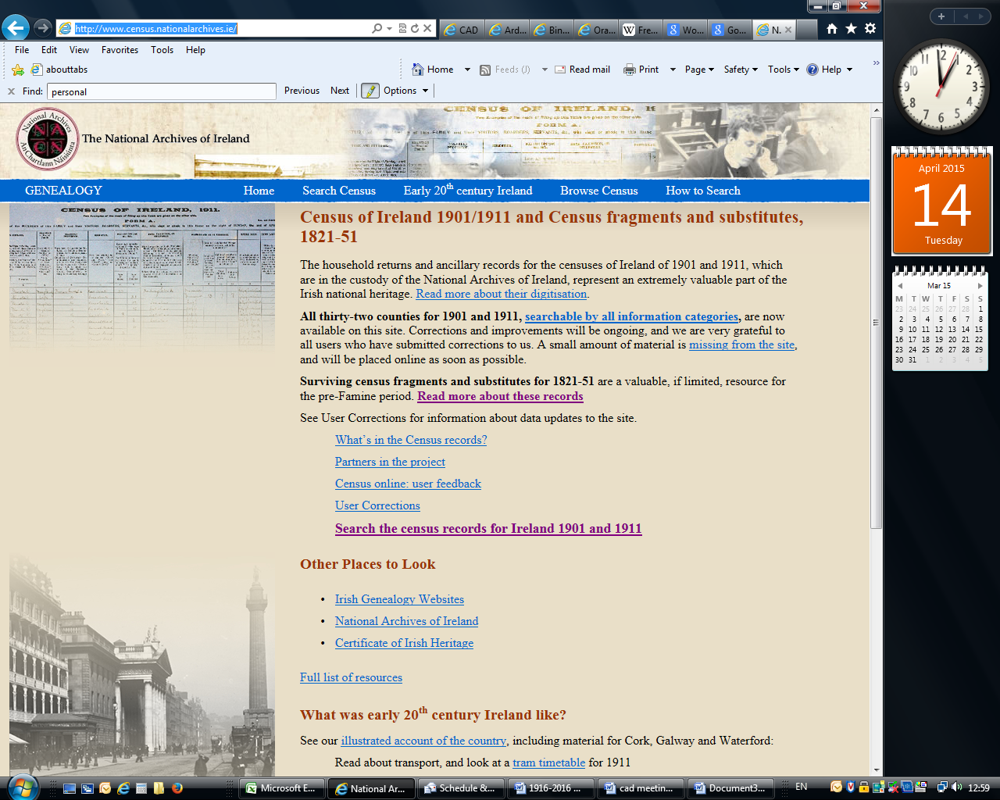 http://www.census.nationalarchives.ie/
CAD
Ard...
Bin...
Ora...
Fre...
Wo...
Go...
N.
File Edit View Favorites Tools Help
abouttabs
Home Feeds (J) Read mail Print Page Safety Tools Help
Find: personal Previous Next Options
The National Archives of Ireland
CENSUS OF IRELAND,
FORM A.
GENEALOGY Home Search Census Early 20th century Ireland Browse Census How to Search
CENSUS OF IRELAND, 1911.
FORM A.
Census of Ireland 1901/1911 and Census fragments and substitutes,
1821-51
The household returns and ancillary records for the censuses of Ireland of 1901 and 1911, which
are in the custody of the National Archives of Ireland, represent an extremely valuable part of the
Irish national heritage. Read more about their digitisation.
All thirty-two counties for 1901 and 1911, searchable by all information categories, are now
available on this site. Corrections and improvements will be ongoing, and we are very grateful to
all users who have submitted corrections to us. A small amount of material is missing from the site,
and will be placed online as soon as possible.
Surviving census fragments and substitutes for 1821-51 are a valuable, if limited, resource for
the pre-Famine period. Read more about these records
See User Corrections for information about data updates to the site.
What's in the Census records?
Partners in the project
Census online: user feedback
User Corrections
Search the census records for Ireland 1901 and 1911
Other Places to Look
• Irish Genealogy Websites
• National Archives of Ireland
• Certificate of Irish Heritage
Full list of resources
What was early 20th century Ireland like?
See our illustrated account of the country, including material for Cork, Galway and Waterford:
Read about transport, and look at a tram timetable for 1911
12 1 2 3 4 5 6 7 8 9 10 11
April 2015
14
Tuesday
Mar 15
M T W T F S S
23 24 25 26 27 28 1
2 3 4 5 6 7 8
9 10 11 12 13 14 15
16 17 18 19 20 21 22
23 24 25 26 27 28 29
30 31 1 2 3 4 5
Microsoft E...
National Ar...
Schedule &...
1916-2016 ...
cad meetin...
Document3...
EN
12:59